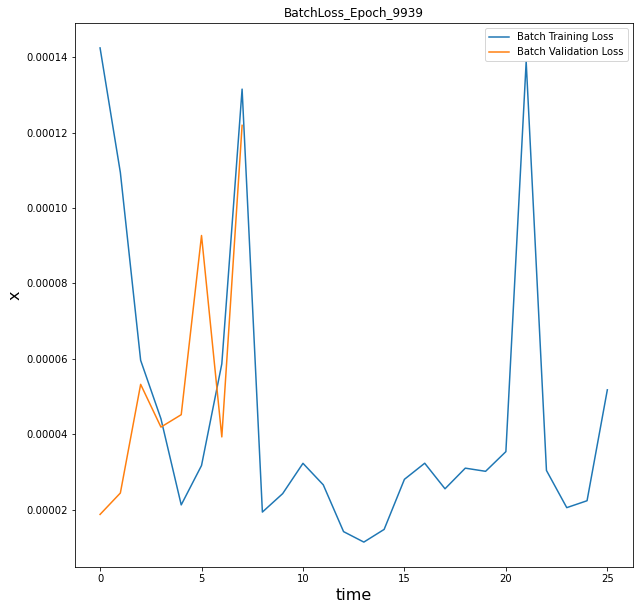 BatchLoss_Epoch_9939
Batch Training Loss
Batch Validation Loss
0.00014
0.00012
0.00010
0.00008
0.00006
0.00004
0.00002
x
0 5 10 15 20 25
time